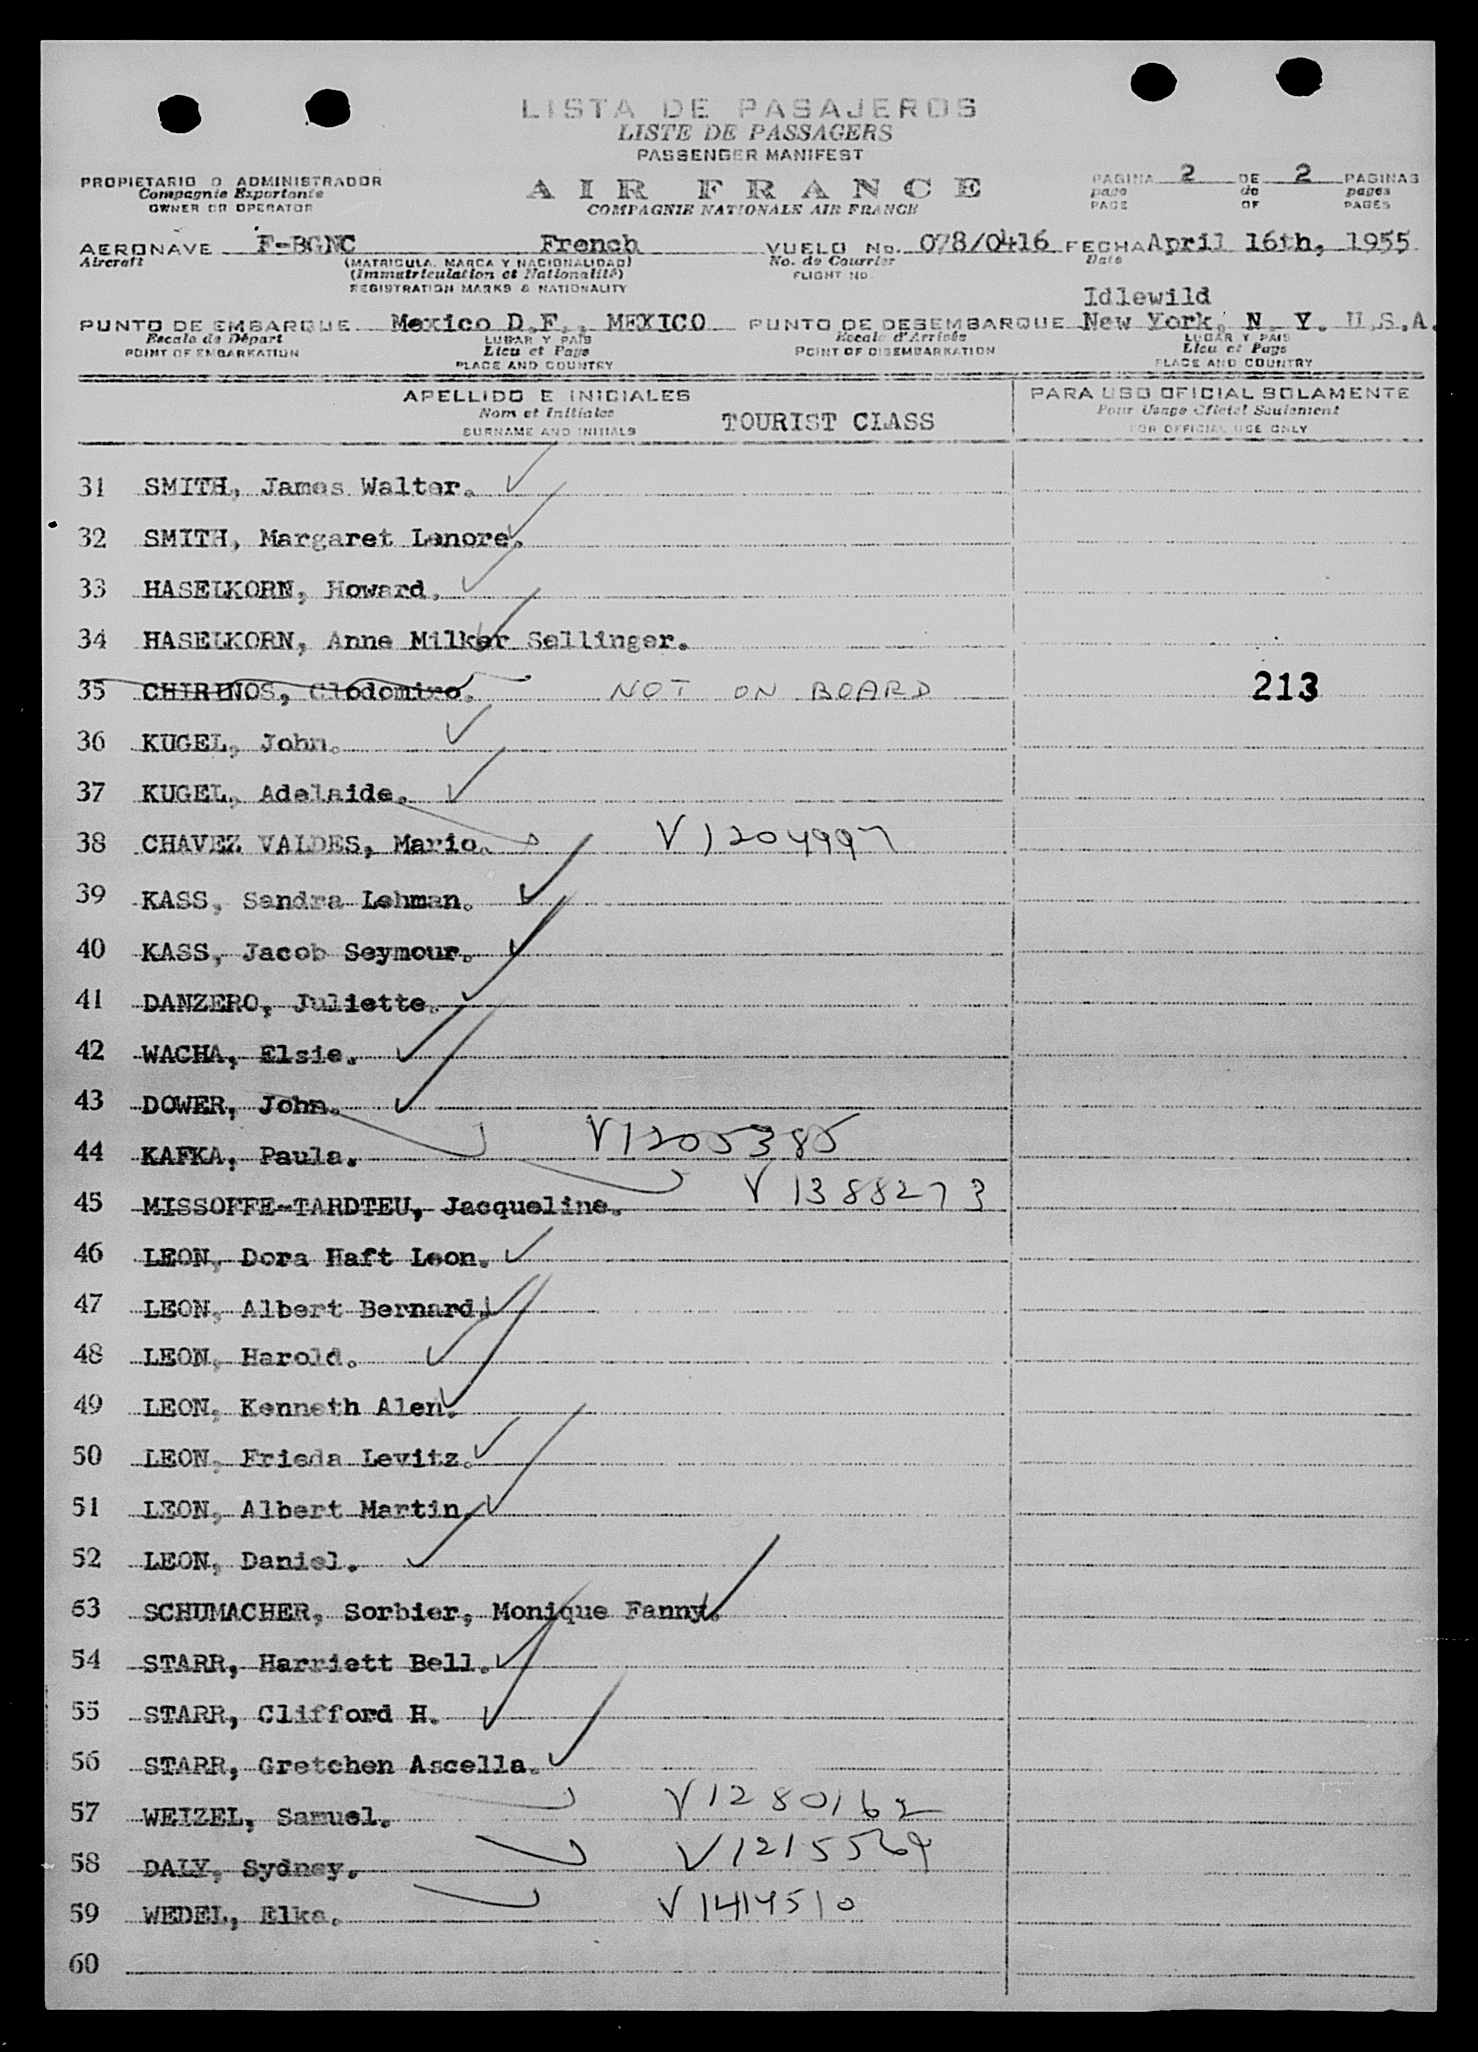 LISTA DE PASAJEROS
LISTE DE PASSAGERS
PASSENGER MANIFEST
PROPIETARIO O ADMINISTRADOR
Compagnie Exportante
OWNER OR OPERATOR
AIR FRANCE
COMPAGNIE NATIONALE AIR FRANCE
PAGINA 2 DE 2 PAGINAS
page de pages
PAGE OF PAGES
AERONAVE F-BGNC French VUELO No. 078/0416 FECHA April 16th, 1955
Aircraft (MATRICULA, MARCA Y NACIONALIDAD) No. de Courrier Date
(Immatriculation et Nationalité) FLIGHT NO.
REGISTRATION MARKS & NATIONALITY
Idlewild
PUNTO DE EMBARQUE Mexico D.F., MEXICO PUNTO DE DESEMBARQUE New York, N. Y. U.S.A.
Escale de Départ LUGAR Y PAIS Escale d'Arrivée LUGAR Y PAIS
POINT OF EMBARKATION Lieu et Pays POINT OF DISEMBARKATION Lieu et Pays
PLACE AND COUNTRY PLACE AND COUNTRY
APELLIDO E INICIALES PARA USO OFICIAL SOLAMENTE
Nom et Initiales TOURIST CLASS Pour Usage Oficiel Seulement
SURNAME AND INITIALS FOR OFFICIAL USE ONLY
31 SMITH, James Walter.
32 SMITH, Margaret Lenore.
33 HASELKORN, Howard.
34 HASELKORN, Anne Milker Sellinger.
35 CHIRINOS, Clodomiro. NOT ON BOARD 213
36 KUGEL, John.
37 KUGEL, Adelaide.
38 CHAVEZ VALDES, Mario. V1204997
39 KASS, Sandra Lehman.
40 KASS, Jacob Seymour.
41 DANZERO, Juliette.
42 WACHA, Elsie.
43 DOWER, John.
44 KAFKA, Paula. V1205385
45 MISSOFFE-TARDTEU, Jacqueline. V1388273
46 LEON, Dora Haft Leon.
47 LEON, Albert Bernard.
48 LEON, Harold.
49 LEON, Kenneth Alen.
50 LEON, Frieda Levitz.
51 LEON, Albert Martin.
52 LEON, Daniel.
53 SCHUMACHER, Sorbier, Monique Fanny.
54 STARR, Harriett Bell.
55 STARR, Clifford H.
56 STARR, Gretchen Ascella.
57 WEIZEL, Samuel. V1280162
58 DALY, Sydney. V1215569
59 WEDEL, Elka. V1414510
60